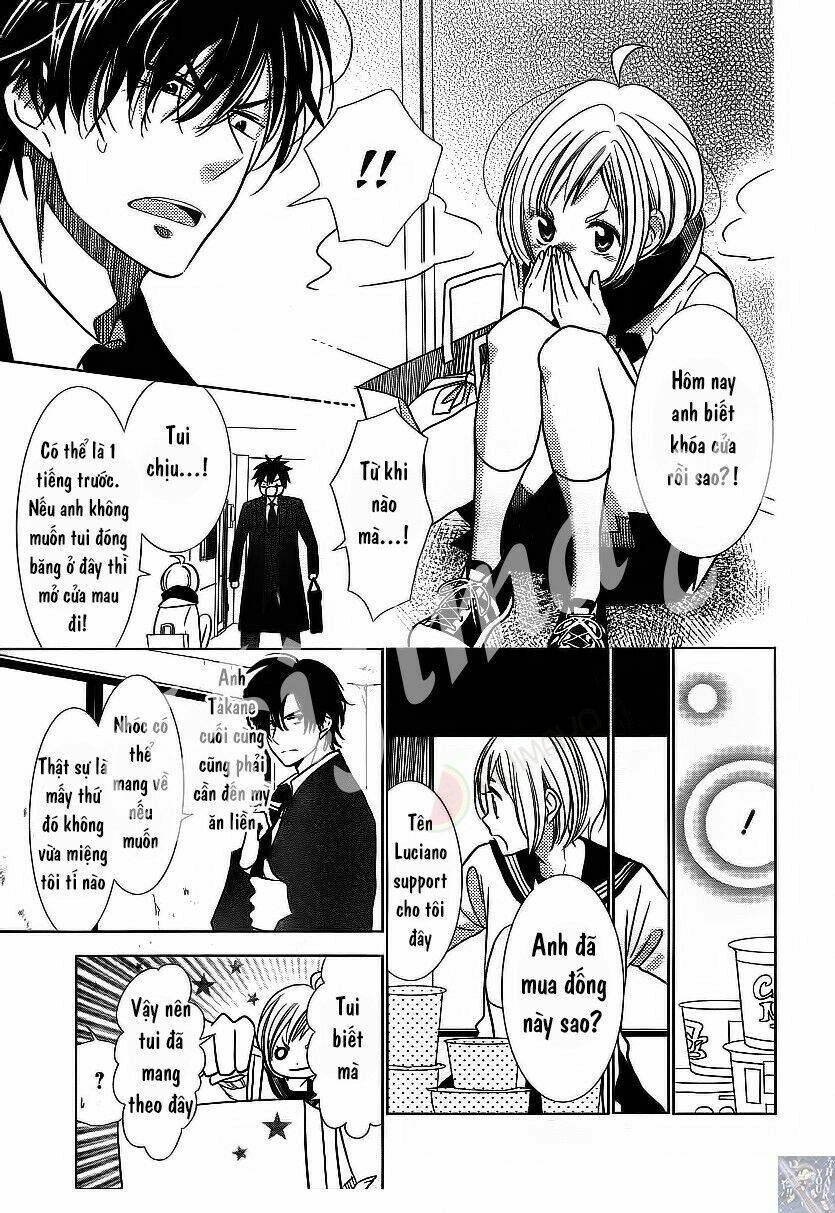 !!
Hôm nay
anh biết
khóa cửa
rồi sao?!
Từ khi
nào
mà...!
Tui
chịu...!
Có thể là 1
tiếng trước.
Nếu anh không
muốn tui đóng
băng ở đây thì
mở cửa mau
đi!
!
Anh đã
mua đống
này sao?
Tên
Luciano
support
cho tôi
đây
Anh
Takane
cuối cùng
cũng phải
cần đến mỳ
ăn liền
Nhóc có
thể
mang về
nếu
muốn
Thật sự là
mấy thứ
đó không
vừa miệng
tôi tí nào
Tui
biết
mà
Vậy nên
tui đã
mang
theo đây
?